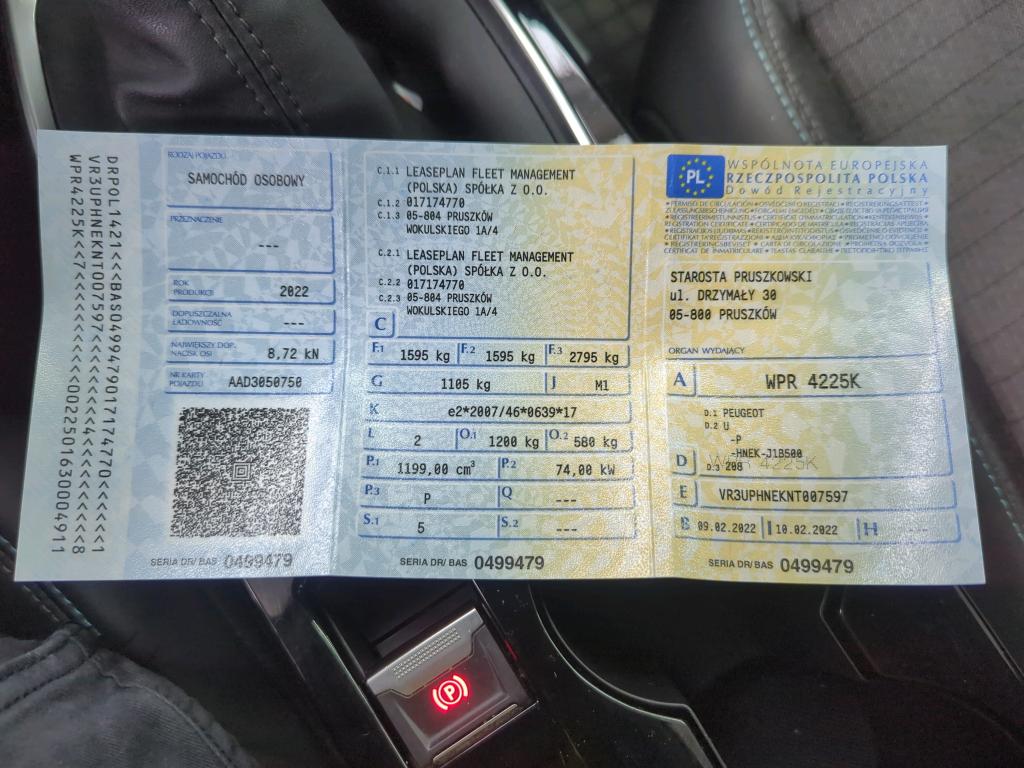 DRPOL1421<<<BAS0499479017174770<<<<<<<1
VR3UPHNEKNT007597<<<<<<<
WPR4225K<7<<<<<<<<<<<<<<0022501630004911
RODZAJ POJAZDU
SAMOCHÓD OSOBOWY
PRZEZNACZENIE
---
ROK PRODUKCJI
2022
DOPUSZCZALNA ŁADOWNOŚĆ
---
NAJWIĘKSZY DOP. NACISK OSI
8,72 kN
NR KARTY POJAZDU
AAD3050750
SERIA DR/ BAS 0499479
C.1.1 LEASEPLAN FLEET MANAGEMENT
(POLSKA) SPÓŁKA Z O.O.
C.1.2 017174770
C.1.3 05-804 PRUSZKÓW
WOKULSKIEGO 1A/4
C.2.1 LEASEPLAN FLEET MANAGEMENT
(POLSKA) SPÓŁKA Z O.O.
C.2.2 017174770
C.2.3 05-804 PRUSZKÓW
WOKULSKIEGO 1A/4
C
F.1 1595 kg F.2 1595 kg F.3 2795 kg
G 1105 kg J M1
K e2*2007/46*0639*17
L 2 O.1 1200 kg O.2 580 kg
P.1 1199,00 cm³ P.2 74,00 kW
P.3 P Q ---
S.1 5 S.2 ---
SERIA DR/ BAS 0499479
PL
WSPÓLNOTA EUROPEJSKA
RZECZPOSPOLITA POLSKA
Dowód Rejestracyjny
STAROSTA PRUSZKOWSKI
ul. DRZYMAŁY 30
05-800 PRUSZKÓW
ORGAN WYDAJĄCY
A WPR 4225K
D.1 PEUGEOT
D.2 U
-P
-HNEK-J1B500
D D.3 208
WPR 4225K
E VR3UPHNEKNT007597
B 09.02.2022 I 10.02.2022 H ---
SERIA DR/ BAS 0499479
P